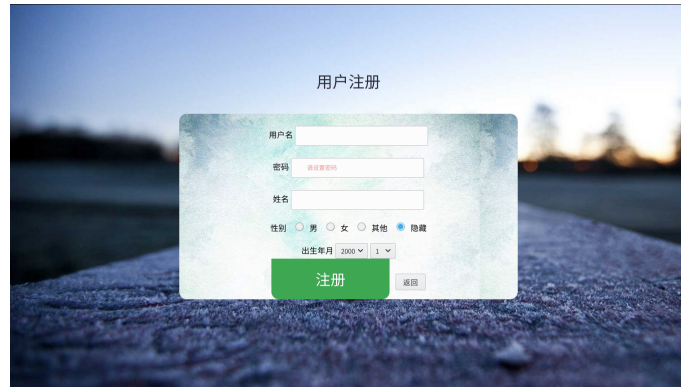 用户注册
用户名
密码 请设置密码
姓名
性别 男 女 其他 隐藏
出生年月 2000 1
注册 返回